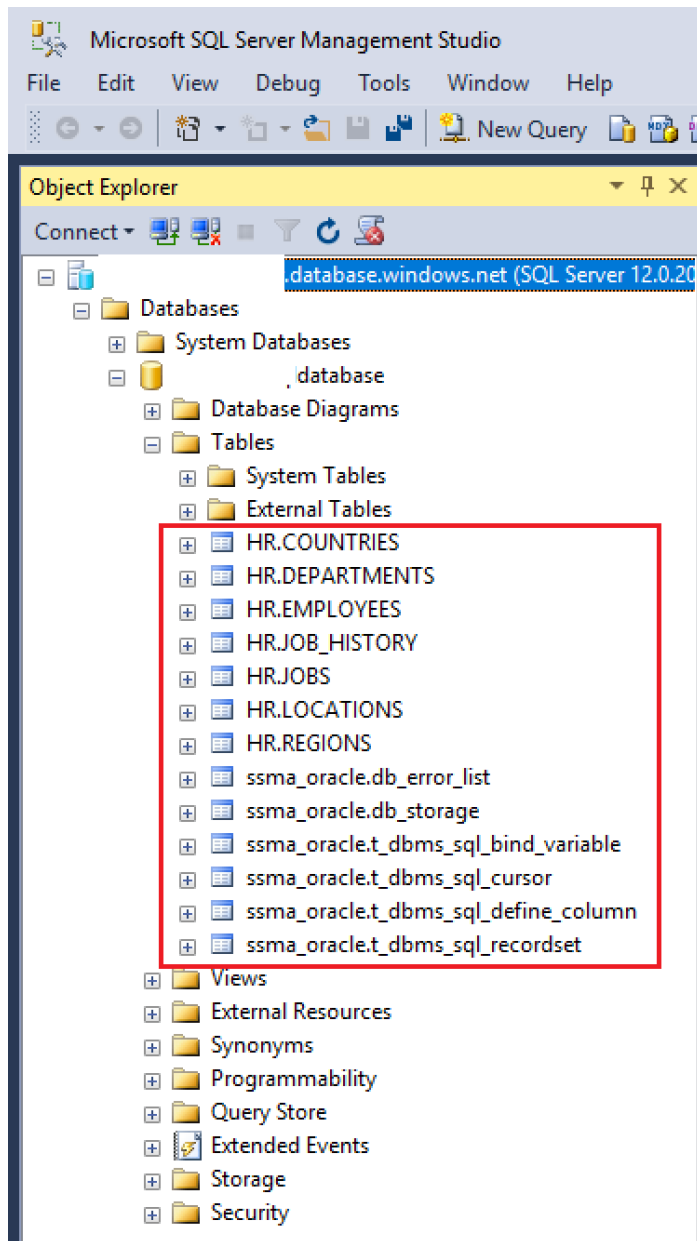 Microsoft SQL Server Management Studio
File Edit View Debug Tools Window Help
New Query
Object Explorer
Connect
.database.windows.net (SQL Server 12.0.20
Databases
System Databases
database
Database Diagrams
Tables
System Tables
External Tables
HR.COUNTRIES
HR.DEPARTMENTS
HR.EMPLOYEES
HR.JOB_HISTORY
HR.JOBS
HR.LOCATIONS
HR.REGIONS
ssma_oracle.db_error_list
ssma_oracle.db_storage
ssma_oracle.t_dbms_sql_bind_variable
ssma_oracle.t_dbms_sql_cursor
ssma_oracle.t_dbms_sql_define_column
ssma_oracle.t_dbms_sql_recordset
Views
External Resources
Synonyms
Programmability
Query Store
Extended Events
Storage
Security